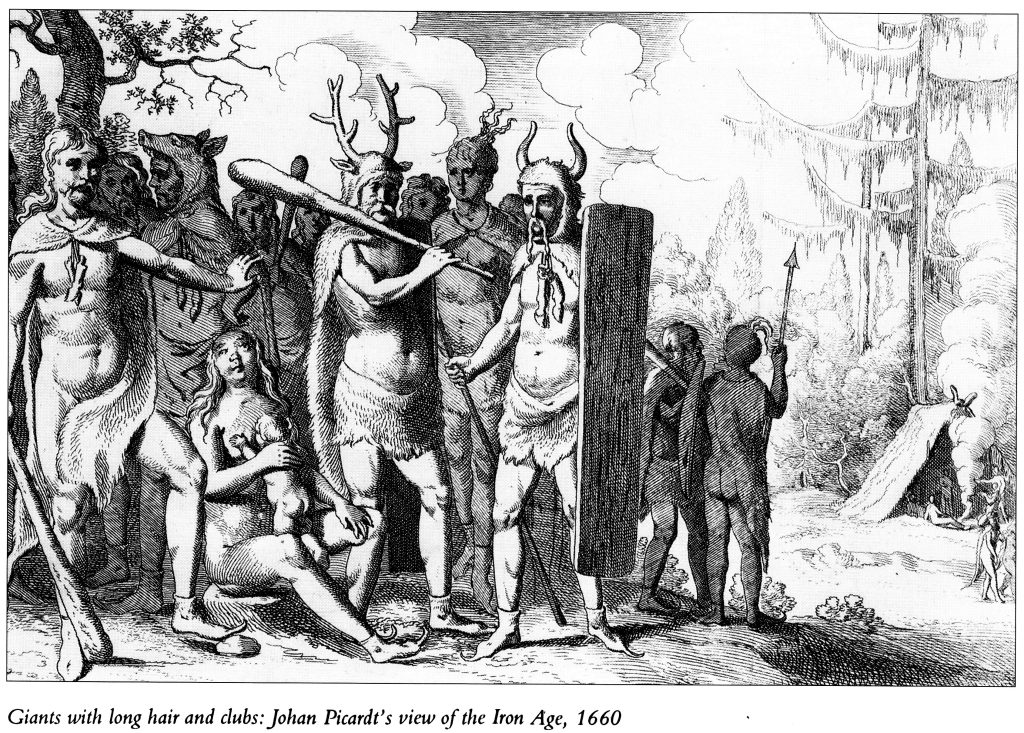 Giants with long hair and clubs: Johan Picardt's view of the Iron Age, 1660